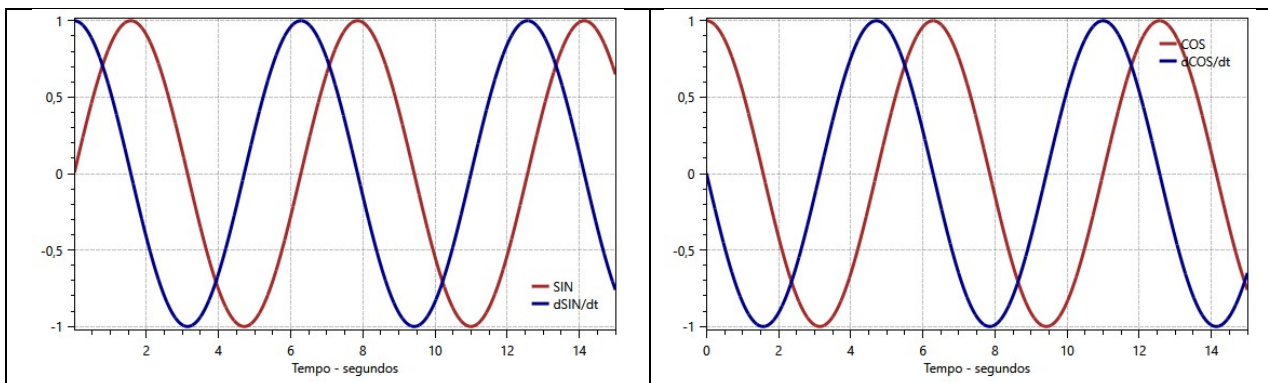 1
0,5
0
-0,5
-1
2 4 6 8 10 12 14
Tempo - segundos
SIN
dSIN/dt
1
0,5
0
-0,5
-1
0 2 4 6 8 10 12 14
Tempo - segundos
COS
dCOS/dt